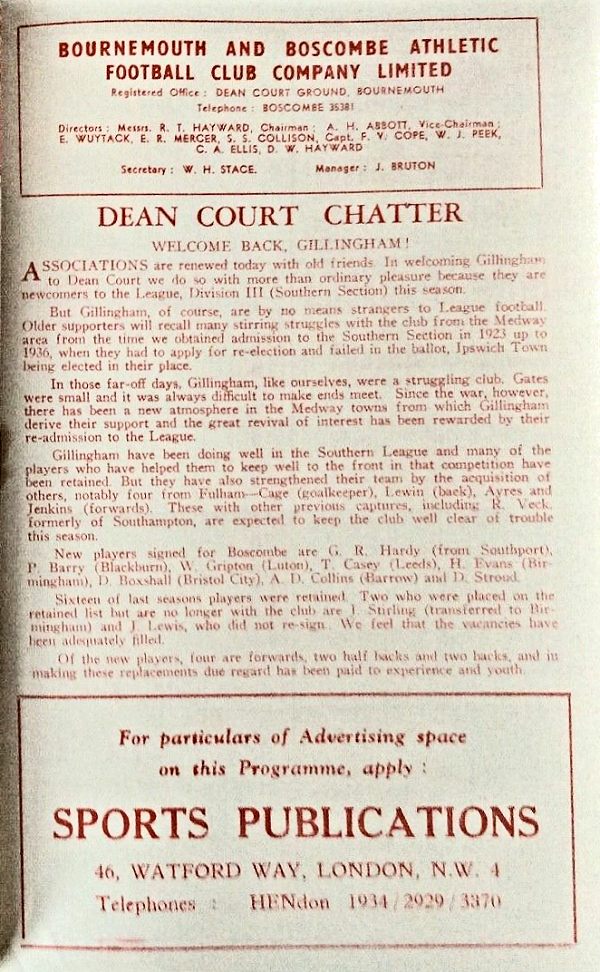 BOURNEMOUTH AND BOSCOMBE ATHLETIC
FOOTBALL CLUB COMPANY LIMITED
Registered Office : DEAN COURT GROUND, BOURNEMOUTH
Telephone : BOSCOMBE 35381
Directors : Messrs. R. T. HAYWARD, Chairman ; A. H. ABBOTT, Vice-Chairman ;
E. WUYTACK, E. R. MERCER, S. S. COLLISON, Capt. F. V. COPE, W. J. PEEK,
C. A. ELLIS, D. W. HAYWARD
Secretary : W. H. STACE. Manager : J. BRUTON
DEAN COURT CHATTER
WELCOME BACK, GILLINGHAM !
ASSOCIATIONS are renewed today with old friends. In welcoming Gillingham
to Dean Court we do so with more than ordinary pleasure because they are
newcomers to the League, Division III (Southern Section) this season.
But Gillingham, of course, are by no means strangers to League football.
Older supporters will recall many stirring struggles with the club from the Medway
area from the time we obtained admission to the Southern Section in 1923 up to
1936, when they had to apply for re-election and failed in the ballot, Ipswich Town
being elected in their place.
In those far-off days, Gillingham, like ourselves, were a struggling club. Gates
were small and it was always difficult to make ends meet. Since the war, however,
there has been a new atmosphere in the Medway towns from which Gillingham
derive their support and the great revival of interest has been rewarded by their
re-admission to the League.
Gillingham have been doing well in the Southern League and many of the
players who have helped them to keep well to the front in that competition have
been retained. But they have also strengthened their team by the acquisition of
others, notably four from Fulham—Cage (goalkeeper), Lewin (back), Ayres and
Jenkins (forwards). These with other previous captures, including R. Veck,
formerly of Southampton, are expected to keep the club well clear of trouble
this season.
New players signed for Boscombe are G. R. Hardy (from Southport),
P. Barry (Blackburn), W. Gripton (Luton), T. Casey (Leeds), H. Evans (Bir-
mingham), D. Boxshall (Bristol City), A. D. Collins (Barrow) and D. Stroud.
Sixteen of last seasons players were retained. Two who were placed on the
retained list but are no longer with the club are J. Stirling (transferred to Bir-
mingham) and J. Lewis, who did not re-sign. We feel that the vacancies have
been adequately filled.
Of the new players, four are forwards, two half backs and two backs, and in
making these replacements due regard has been paid to experience and youth.
For particulars of Advertising space
on this Programme, apply :
SPORTS PUBLICATIONS
46, WATFORD WAY, LONDON, N.W. 4
Telephones : HENdon 1934/2929/3370